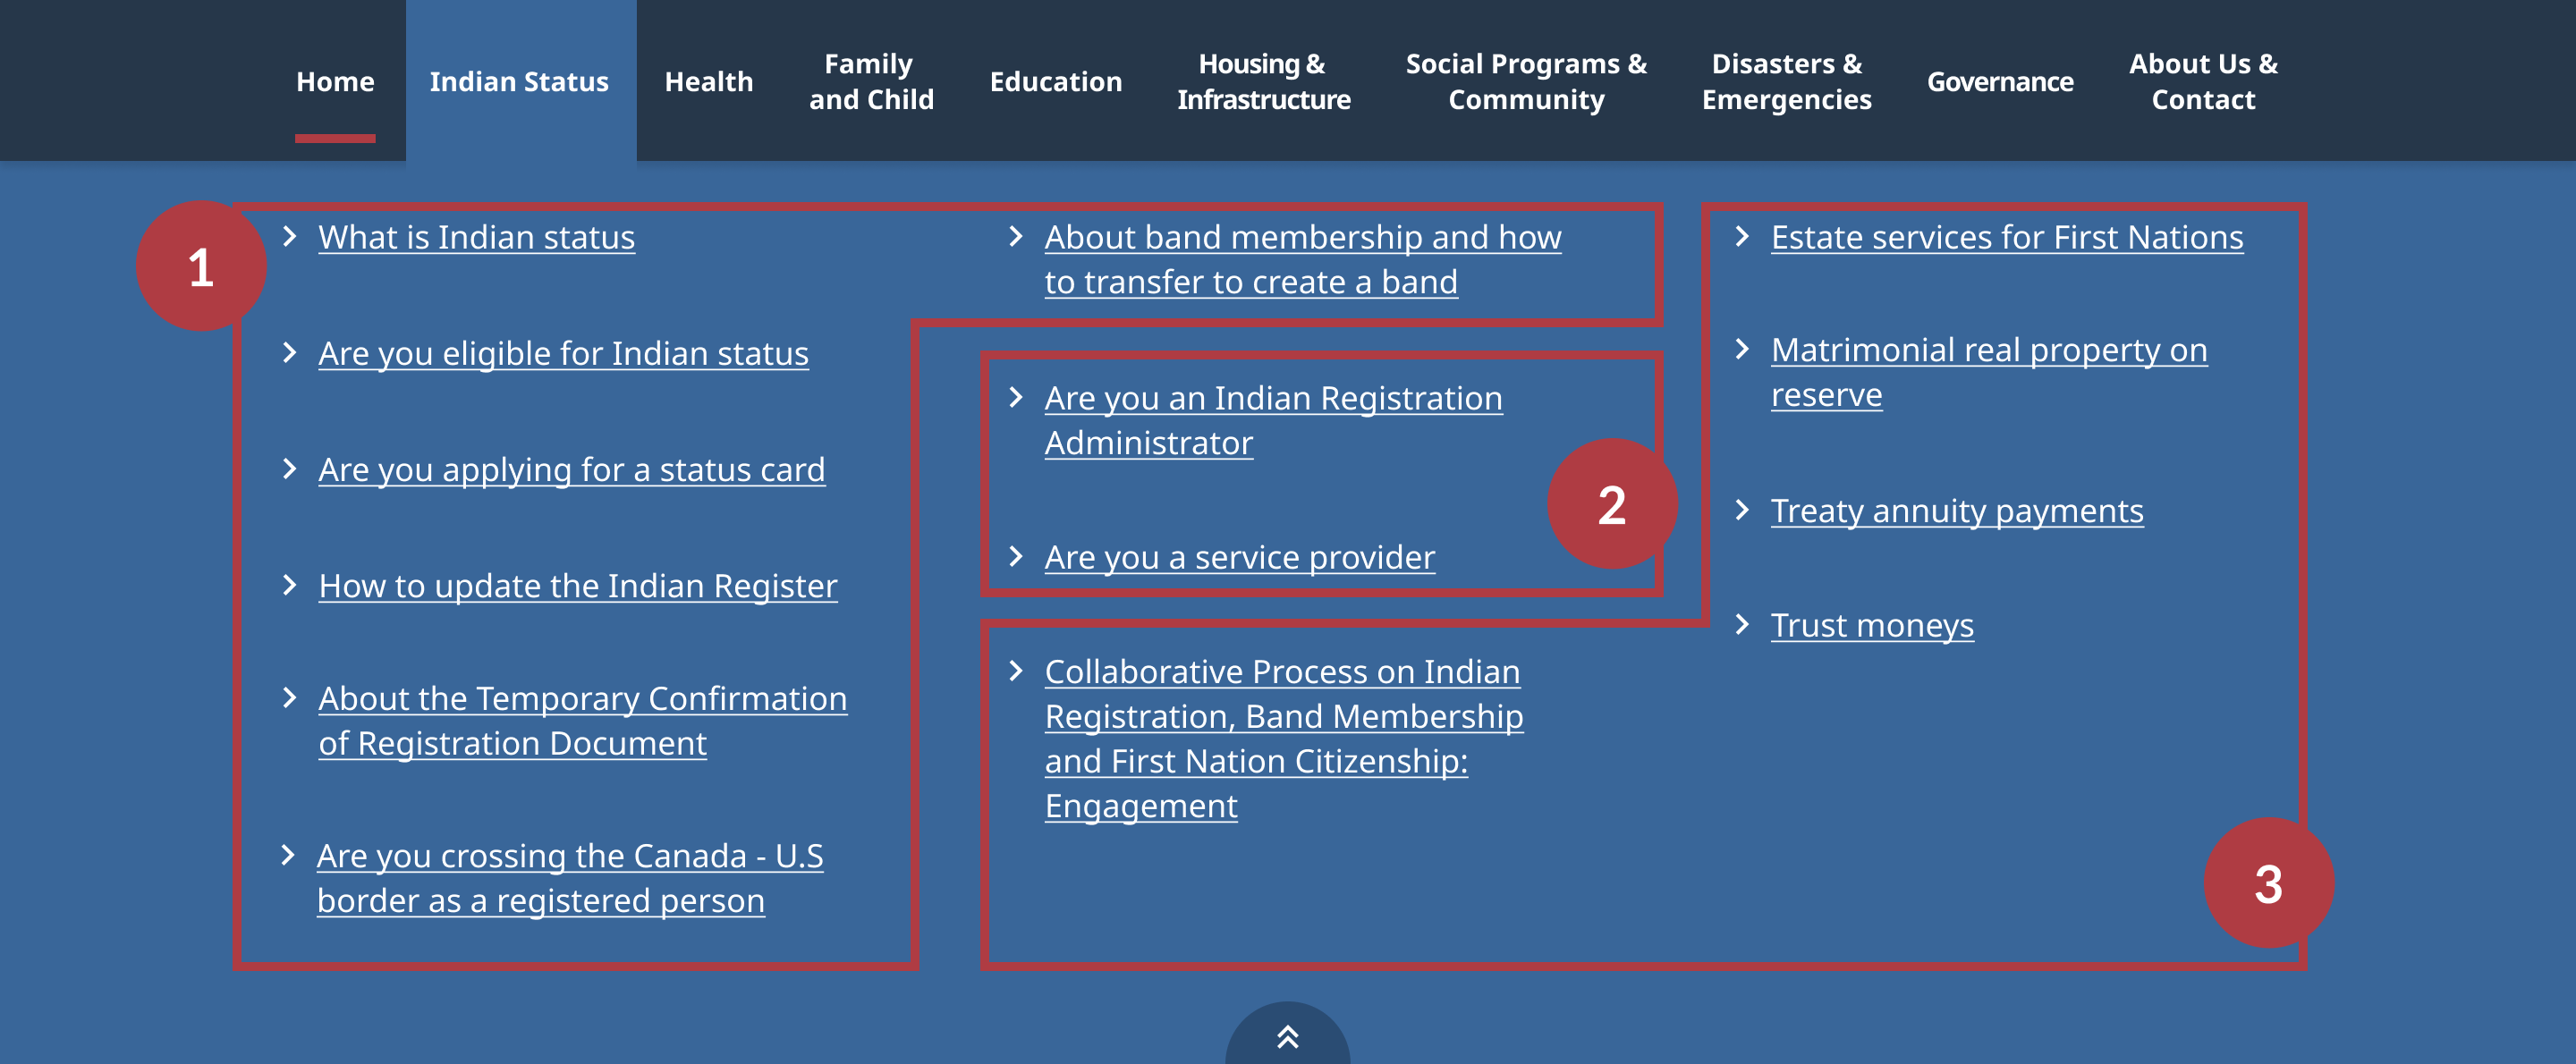 Home
Indian Status
Health
Family
and Child
Education
Housing &
Infrastructure
Social Programs &
Community
Disasters &
Emergencies
Governance
About Us &
Contact
1
What is Indian status
Are you eligible for Indian status
Are you applying for a status card
How to update the Indian Register
About the Temporary Confirmation
of Registration Document
Are you crossing the Canada - U.S
border as a registered person
About band membership and how
to transfer to create a band
Are you an Indian Registration
Administrator
2
Are you a service provider
Collaborative Process on Indian
Registration, Band Membership
and First Nation Citizenship:
Engagement
Estate services for First Nations
Matrimonial real property on
reserve
Treaty annuity payments
Trust moneys
3